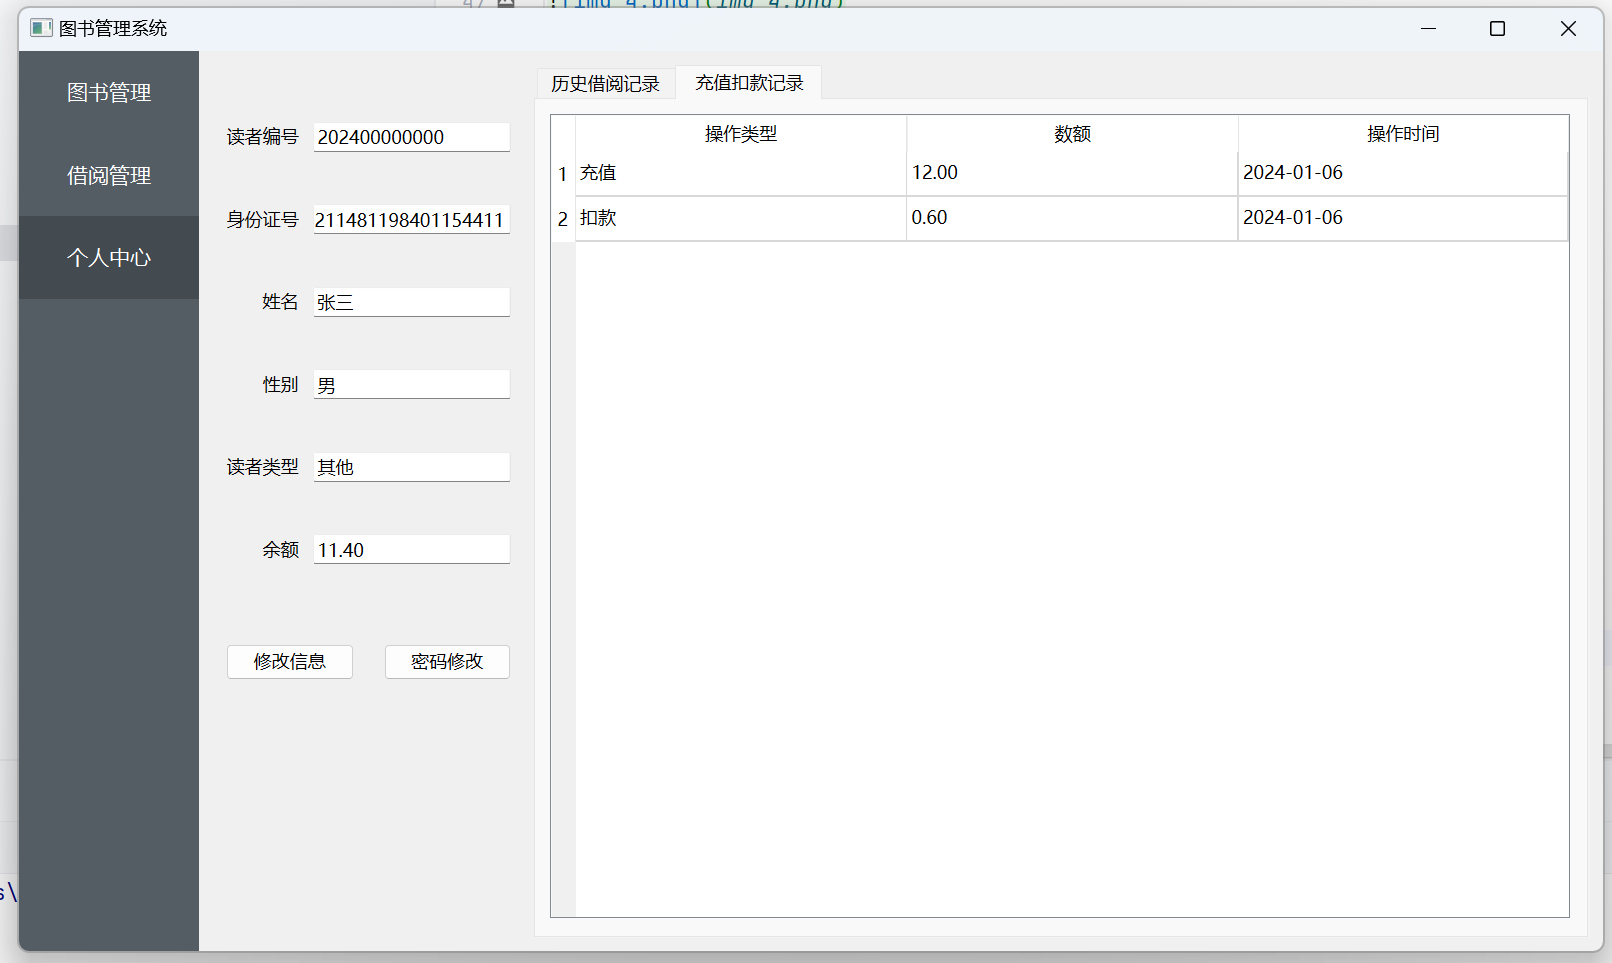 图书管理系统
图书管理
借阅管理
个人中心
读者编号 202400000000
身份证号 211481198401154411
姓名 张三
性别 男
读者类型 其他
余额 11.40
修改信息 密码修改
历史借阅记录 充值扣款记录
操作类型 数额 操作时间
1 充值 12.00 2024-01-06
2 扣款 0.60 2024-01-06
s\